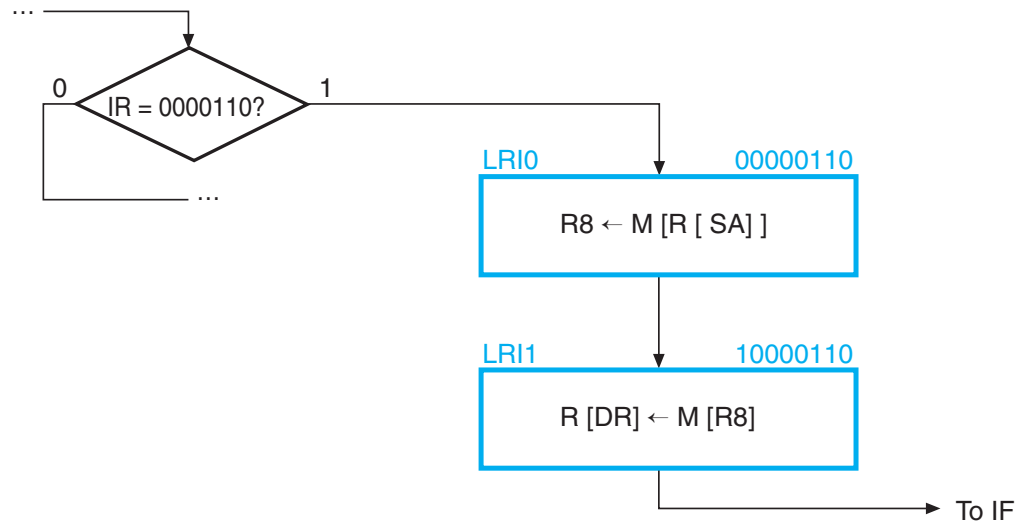 ...
0
1
IR = 0000110?
...
LRI0 00000110
R8 ← M [R [ SA] ]
LRI1 10000110
R [DR] ← M [R8]
To IF